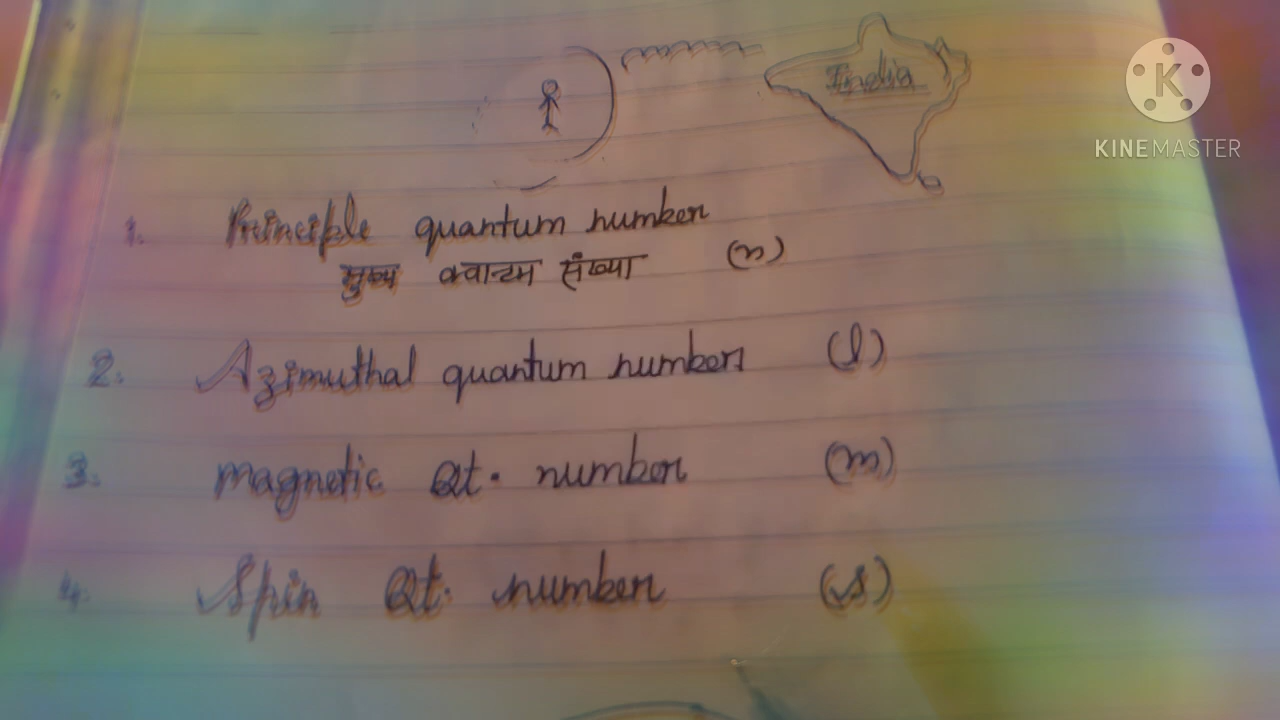 India
KINEMASTER
1. Principle quantum number
मुख्य क्वान्टम संख्या (n)
2. Azimuthal quantum number (l)
3. magnetic Qt. number (m)
4. Spin Qt. number (s)